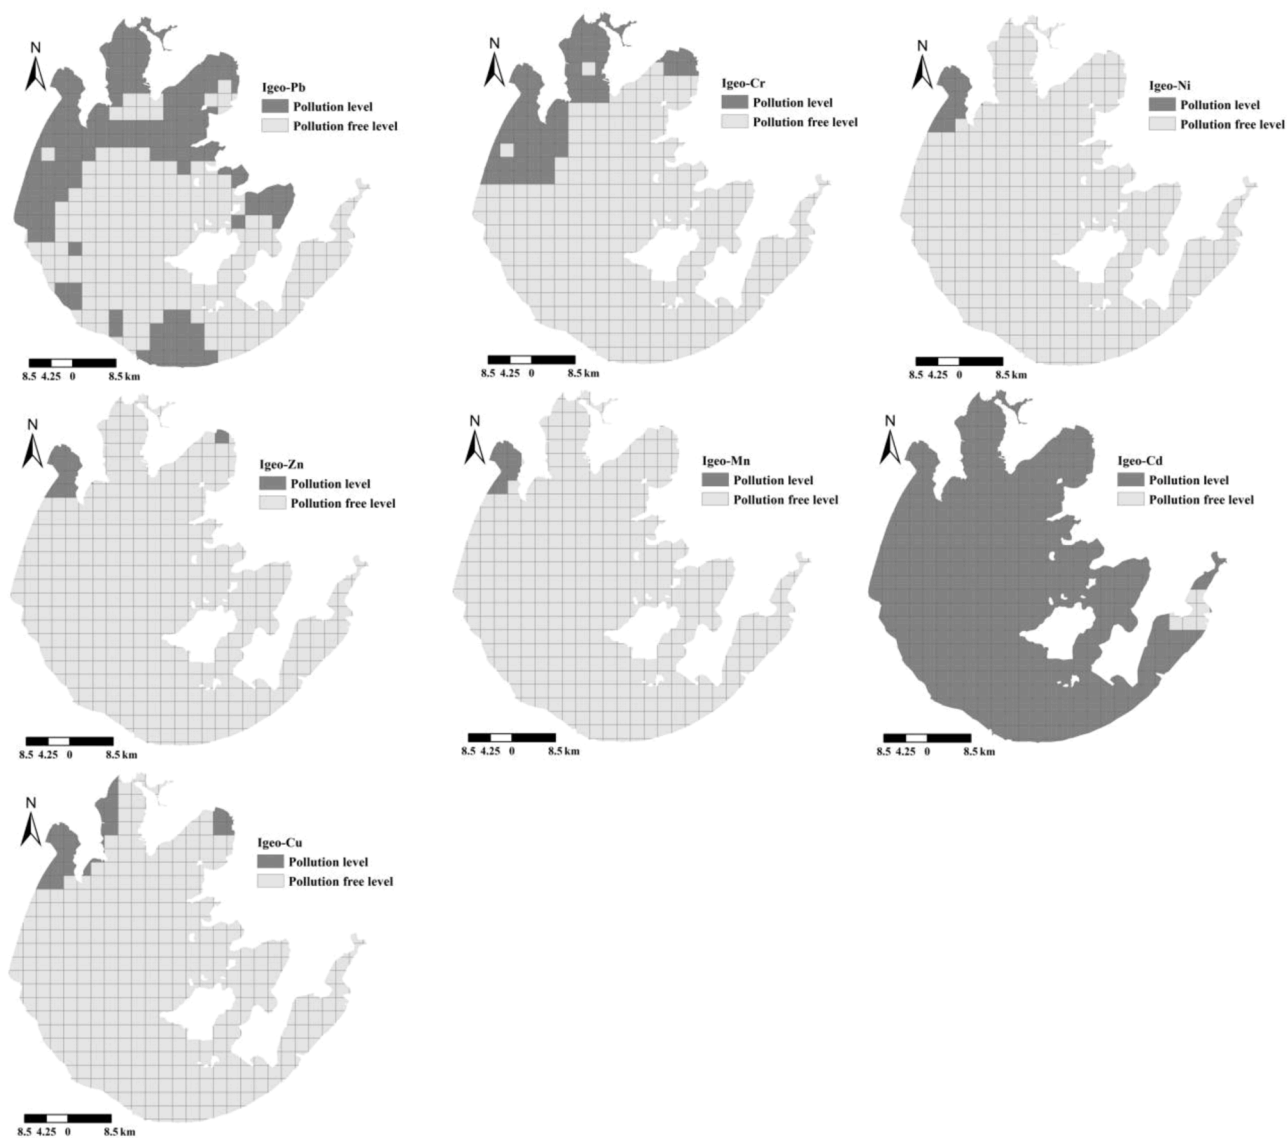 N
Igeo-Pb
Pollution level
Pollution free level
8.5 4.25 0 8.5 km
N
Igeo-Cr
Pollution level
Pollution free level
8.5 4.25 0 8.5 km
N
Igeo-Ni
Pollution level
Pollution free level
8.5 4.25 0 8.5 km
N
Igeo-Zn
Pollution level
Pollution free level
8.5 4.25 0 8.5 km
N
Igeo-Mn
Pollution level
Pollution free level
8.5 4.25 0 8.5 km
N
Igeo-Cd
Pollution level
Pollution free level
8.5 4.25 0 8.5 km
N
Igeo-Cu
Pollution level
Pollution free level
8.5 4.25 0 8.5 km